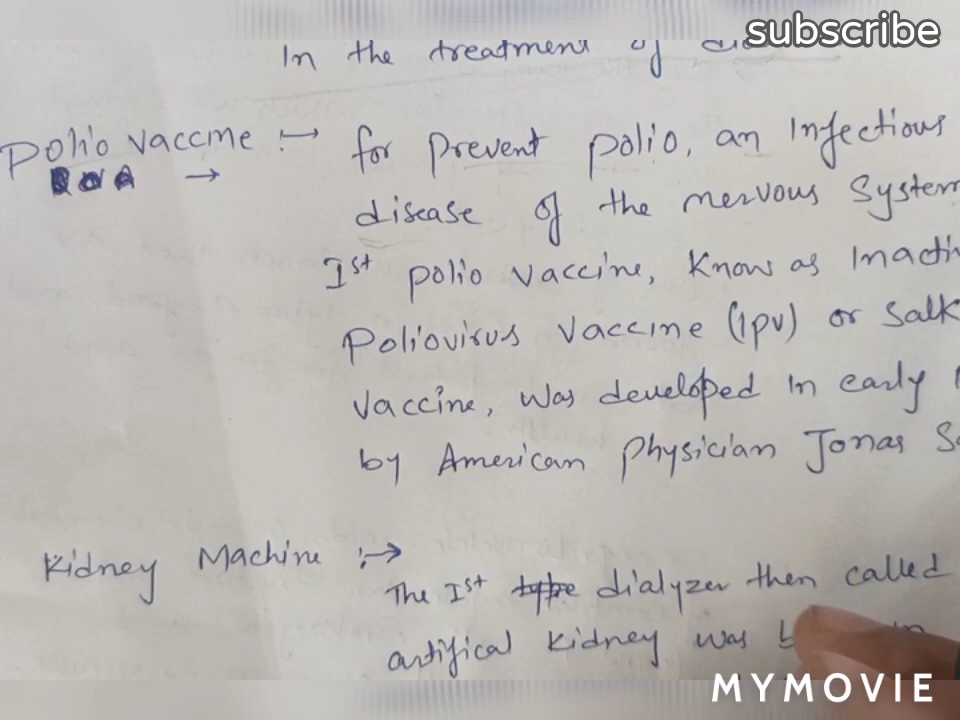 subscribe
In the treatment of
Polio vaccine :→ for prevent polio, an Infectious
→ disease of the nervous System
Ist polio vaccine, Know as Inacti
Poliovirus Vaccine (Ipv) or Salk
Vaccine, was developed in early
by American Physician Jonas S
Kidney Machine :→
The Ist dialyzer then called
artifical kidney was b
MYMOVIE